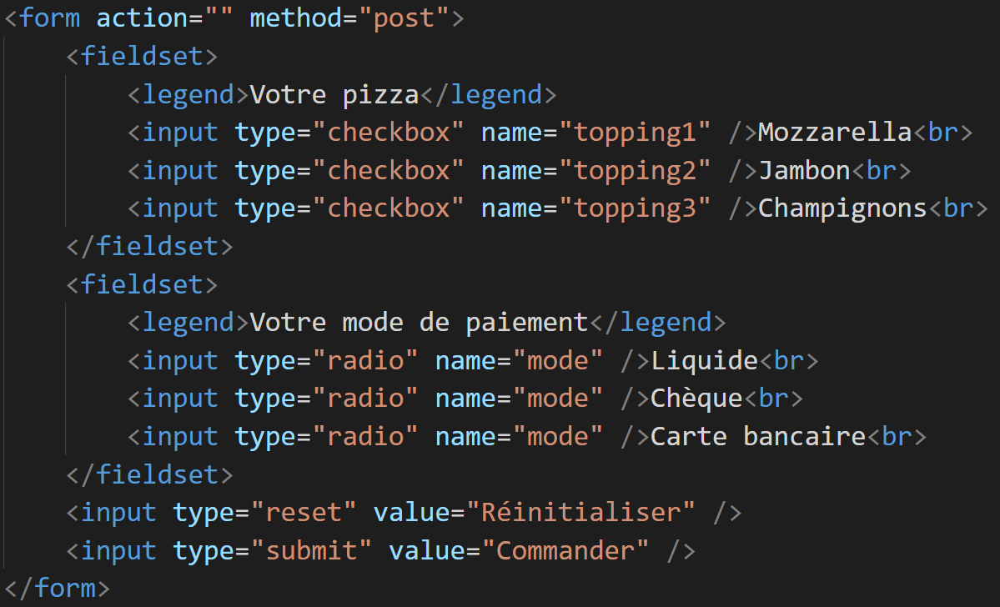 <form action="" method="post">
    <fieldset>
        <legend>Votre pizza</legend>
        <input type="checkbox" name="topping1" />Mozzarella<br>
        <input type="checkbox" name="topping2" />Jambon<br>
        <input type="checkbox" name="topping3" />Champignons<br>
    </fieldset>
    <fieldset>
        <legend>Votre mode de paiement</legend>
        <input type="radio" name="mode" />Liquide<br>
        <input type="radio" name="mode" />Chèque<br>
        <input type="radio" name="mode" />Carte bancaire<br>
    </fieldset>
    <input type="reset" value="Réinitialiser" />
    <input type="submit" value="Commander" />
</form>